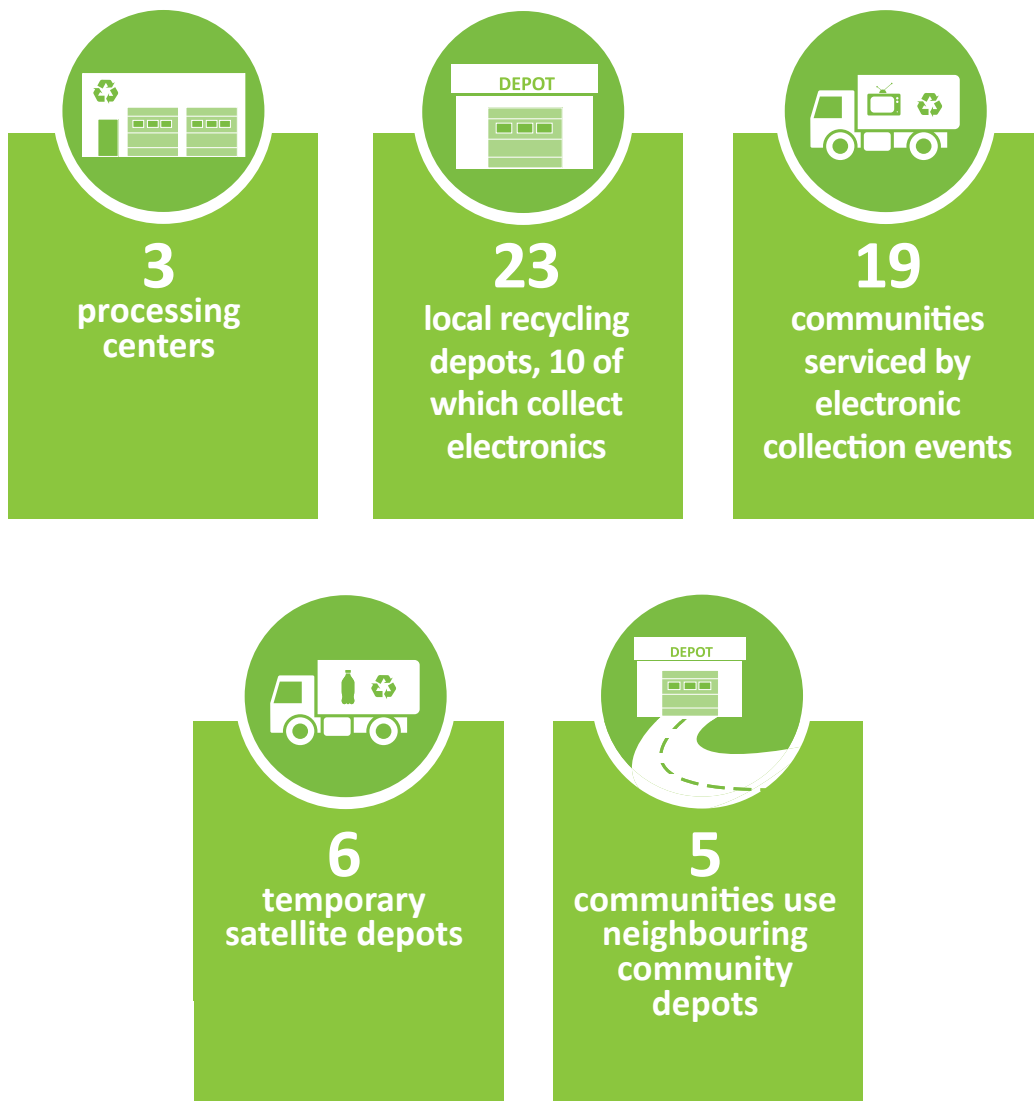 3
processing
centers
DEPOT
23
local recycling
depots, 10 of
which collect
electronics
19
communities
serviced by
electronic
collection events
6
temporary
satellite depots
DEPOT
5
communities use
neighbouring
community
depots